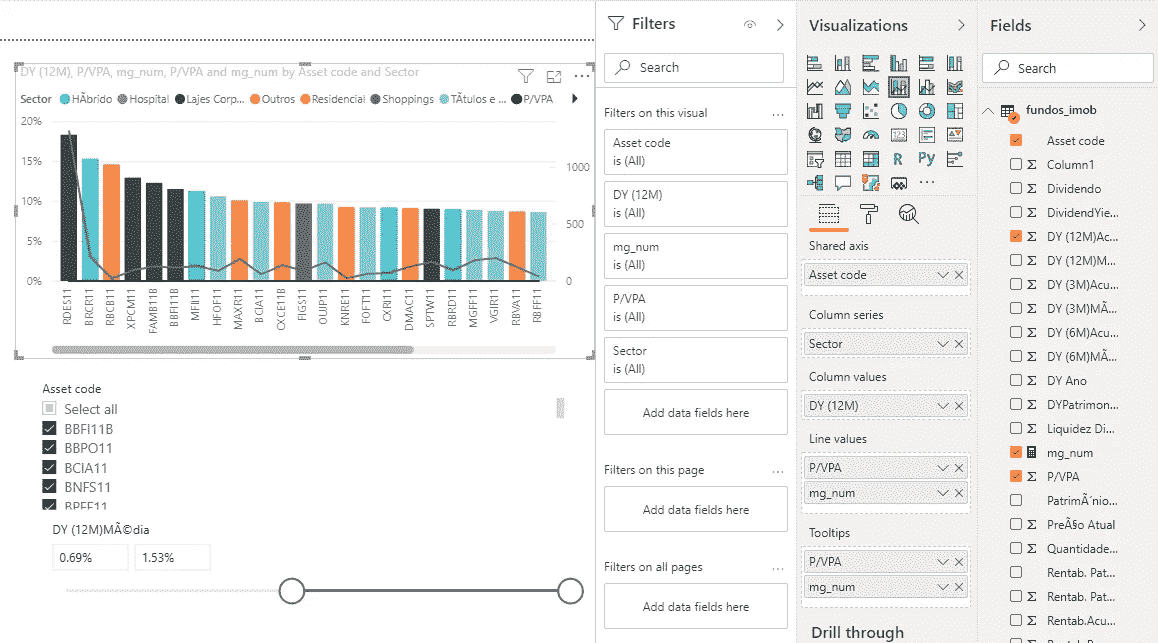 DY (12M), P/VPA, mg_num, P/VPA and mg_num by Asset code and Sector
Sector HÃbrido Hospital Lajes Corp... Outros Residencial Shoppings TÃtulos e ... P/VPA
20%
15%
10%
5%
0%
1000
500
0
RDES11
BRCR11
RBCB11
XPCM11
FAMB11B
BBFI11B
MFII11
HFOF11
MAXR11
BCIA11
CXCE11B
FIGS11
OUJP11
KNRE11
FOFT11
CXRI11
DMAC11
SPTW11
RBRD11
MGFF11
VGIR11
RBVA11
RBFF11
Asset code
Select all
BBFI11B
BBPO11
BCIA11
BNFS11
BPFF11
DY (12M)MÃ©dia
0.69%
1.53%
Filters
Search
Filters on this visual
Asset code
is (All)
DY (12M)
is (All)
mg_num
is (All)
P/VPA
is (All)
Sector
is (All)
Add data fields here
Filters on this page
Add data fields here
Filters on all pages
Add data fields here
Visualizations
R
Py
123
Shared axis
Asset code
Column series
Sector
Column values
DY (12M)
Line values
P/VPA
mg_num
Tooltips
P/VPA
mg_num
Drill through
Fields
Search
fundos_imob
Asset code
Column1
Dividendo
DividendYie...
DY (12M)Ac...
DY (12M)M...
DY (3M)Acu...
DY (3M)MÃ...
DY (6M)Acu...
DY (6M)MÃ...
DY Ano
DYPatrimon...
Liquidez Di...
mg_num
P/VPA
PatrimÃ´nio...
PreÃ§o Atual
Quantidade...
Rentab. Pat...
Rentab. Pat...
Rentab.Acu...